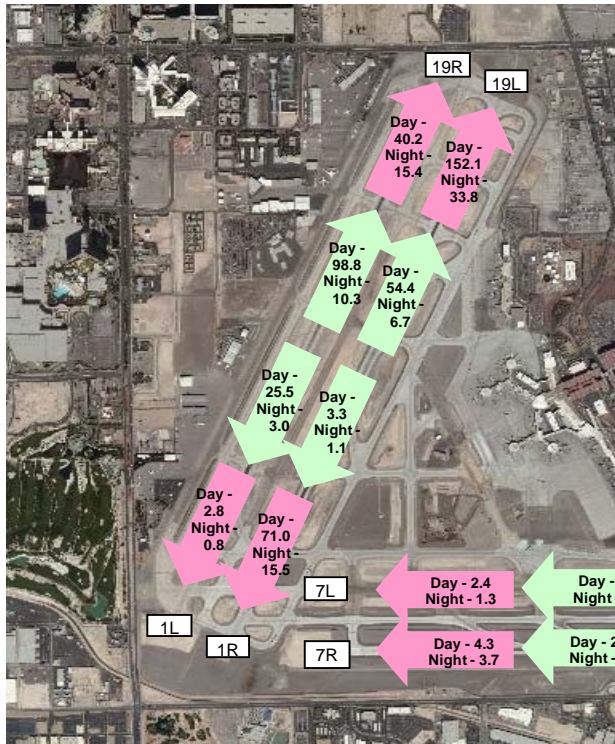 19R
19L
Day -
40.2
Night -
15.4
Day -
152.1
Night -
33.8
Day -
98.8
Night -
10.3
Day -
54.4
Night -
6.7
Day -
25.5
Night -
3.0
Day -
3.3
Night -
1.1
Day -
2.8
Night -
0.8
Day -
71.0
Night -
15.5
7L
Day - 2.4
Night - 1.3
Day -
Night
1L
1R
7R
Day - 4.3
Night - 3.7
Day - 2
Night -